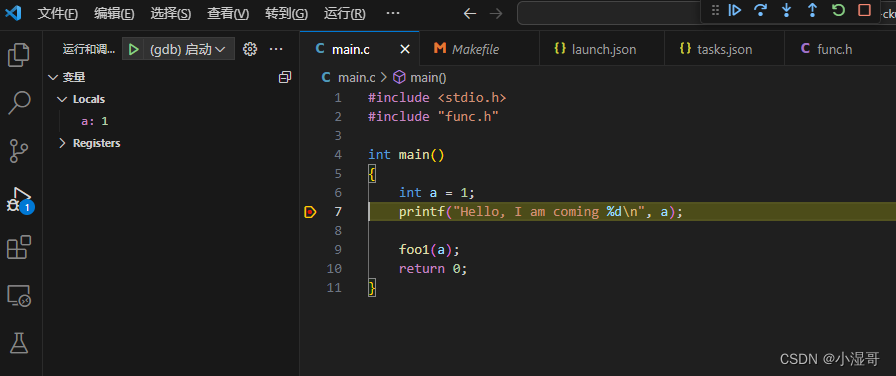 文件(F) 编辑(E) 选择(S) 查看(V) 转到(G) 运行(R) ···
运行和调... (gdb) 启动 ···
C main.c M Makefile {} launch.json {} tasks.json C func.h
变量
Locals
a: 1
Registers
1
C main.c > main()
1 #include <stdio.h>
2 #include "func.h"
3
4 int main()
5 {
6 int a = 1;
7 printf("Hello, I am coming %d\n", a);
8
9 foo1(a);
10 return 0;
11 }
CSDN @小湿哥